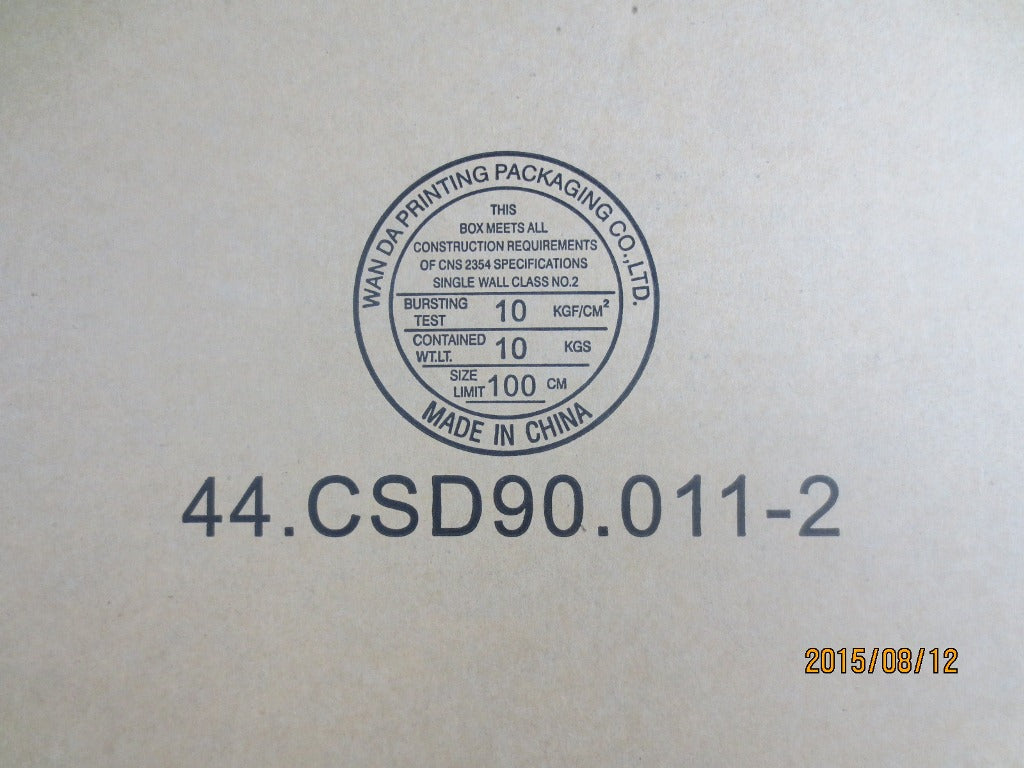 WAN DA PRINTING PACKAGING CO.,LTD.
THIS
BOX MEETS ALL
CONSTRUCTION REQUIREMENTS
OF CNS 2354 SPECIFICATIONS
SINGLE WALL CLASS NO.2
BURSTING TEST 10 KGF/CM²
CONTAINED WT.LT. 10 KGS
SIZE LIMIT 100 CM
MADE IN CHINA
44.CSD90.011-2
2015/08/12